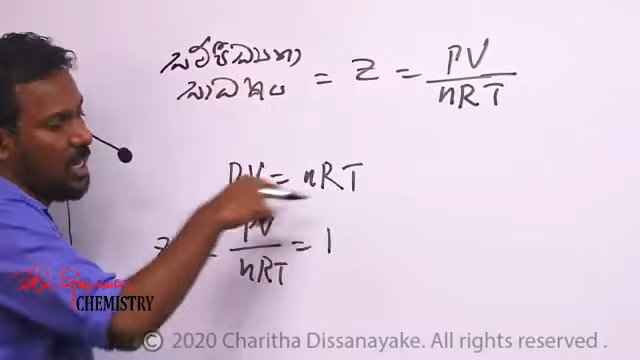 සම්පීඩ්‍යතා
සාධකය = Z = PV / nRT
PV = nRT
Z = PV / nRT = 1
CHEMISTRY
© 2020 Charitha Dissanayake. All rights reserved .